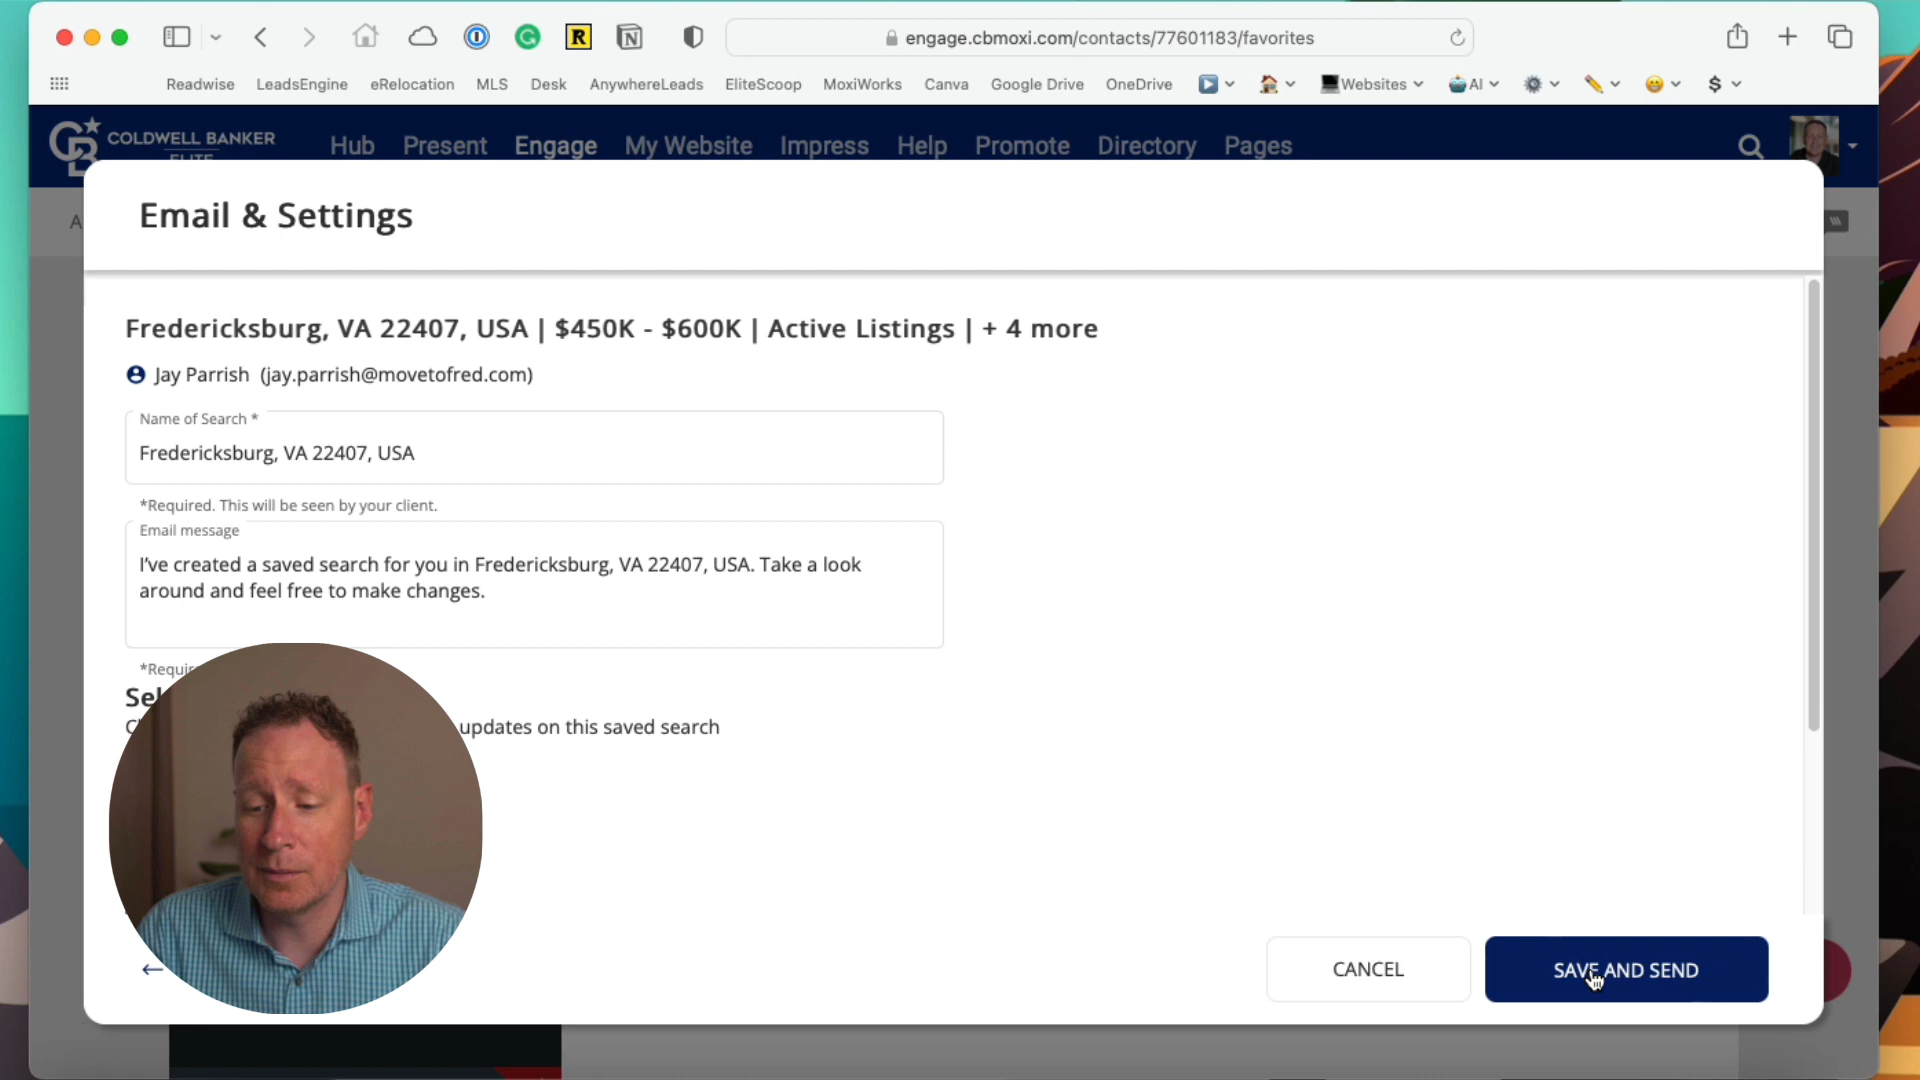 engage.cbmoxi.com/contacts/77601183/favorites
Readwise LeadsEngine eRelocation MLS Desk AnywhereLeads EliteScoop MoxiWorks Canva Google Drive OneDrive Websites AI $
COLDWELL BANKER
ELITE
Hub Present Engage My Website Impress Help Promote Directory Pages
Email & Settings
Fredericksburg, VA 22407, USA | $450K - $600K | Active Listings | + 4 more
Jay Parrish (jay.parrish@movetofred.com)
Name of Search *
Fredericksburg, VA 22407, USA
*Required. This will be seen by your client.
Email message
I've created a saved search for you in Fredericksburg, VA 22407, USA. Take a look
around and feel free to make changes.
updates on this saved search
CANCEL
SAVE AND SEND